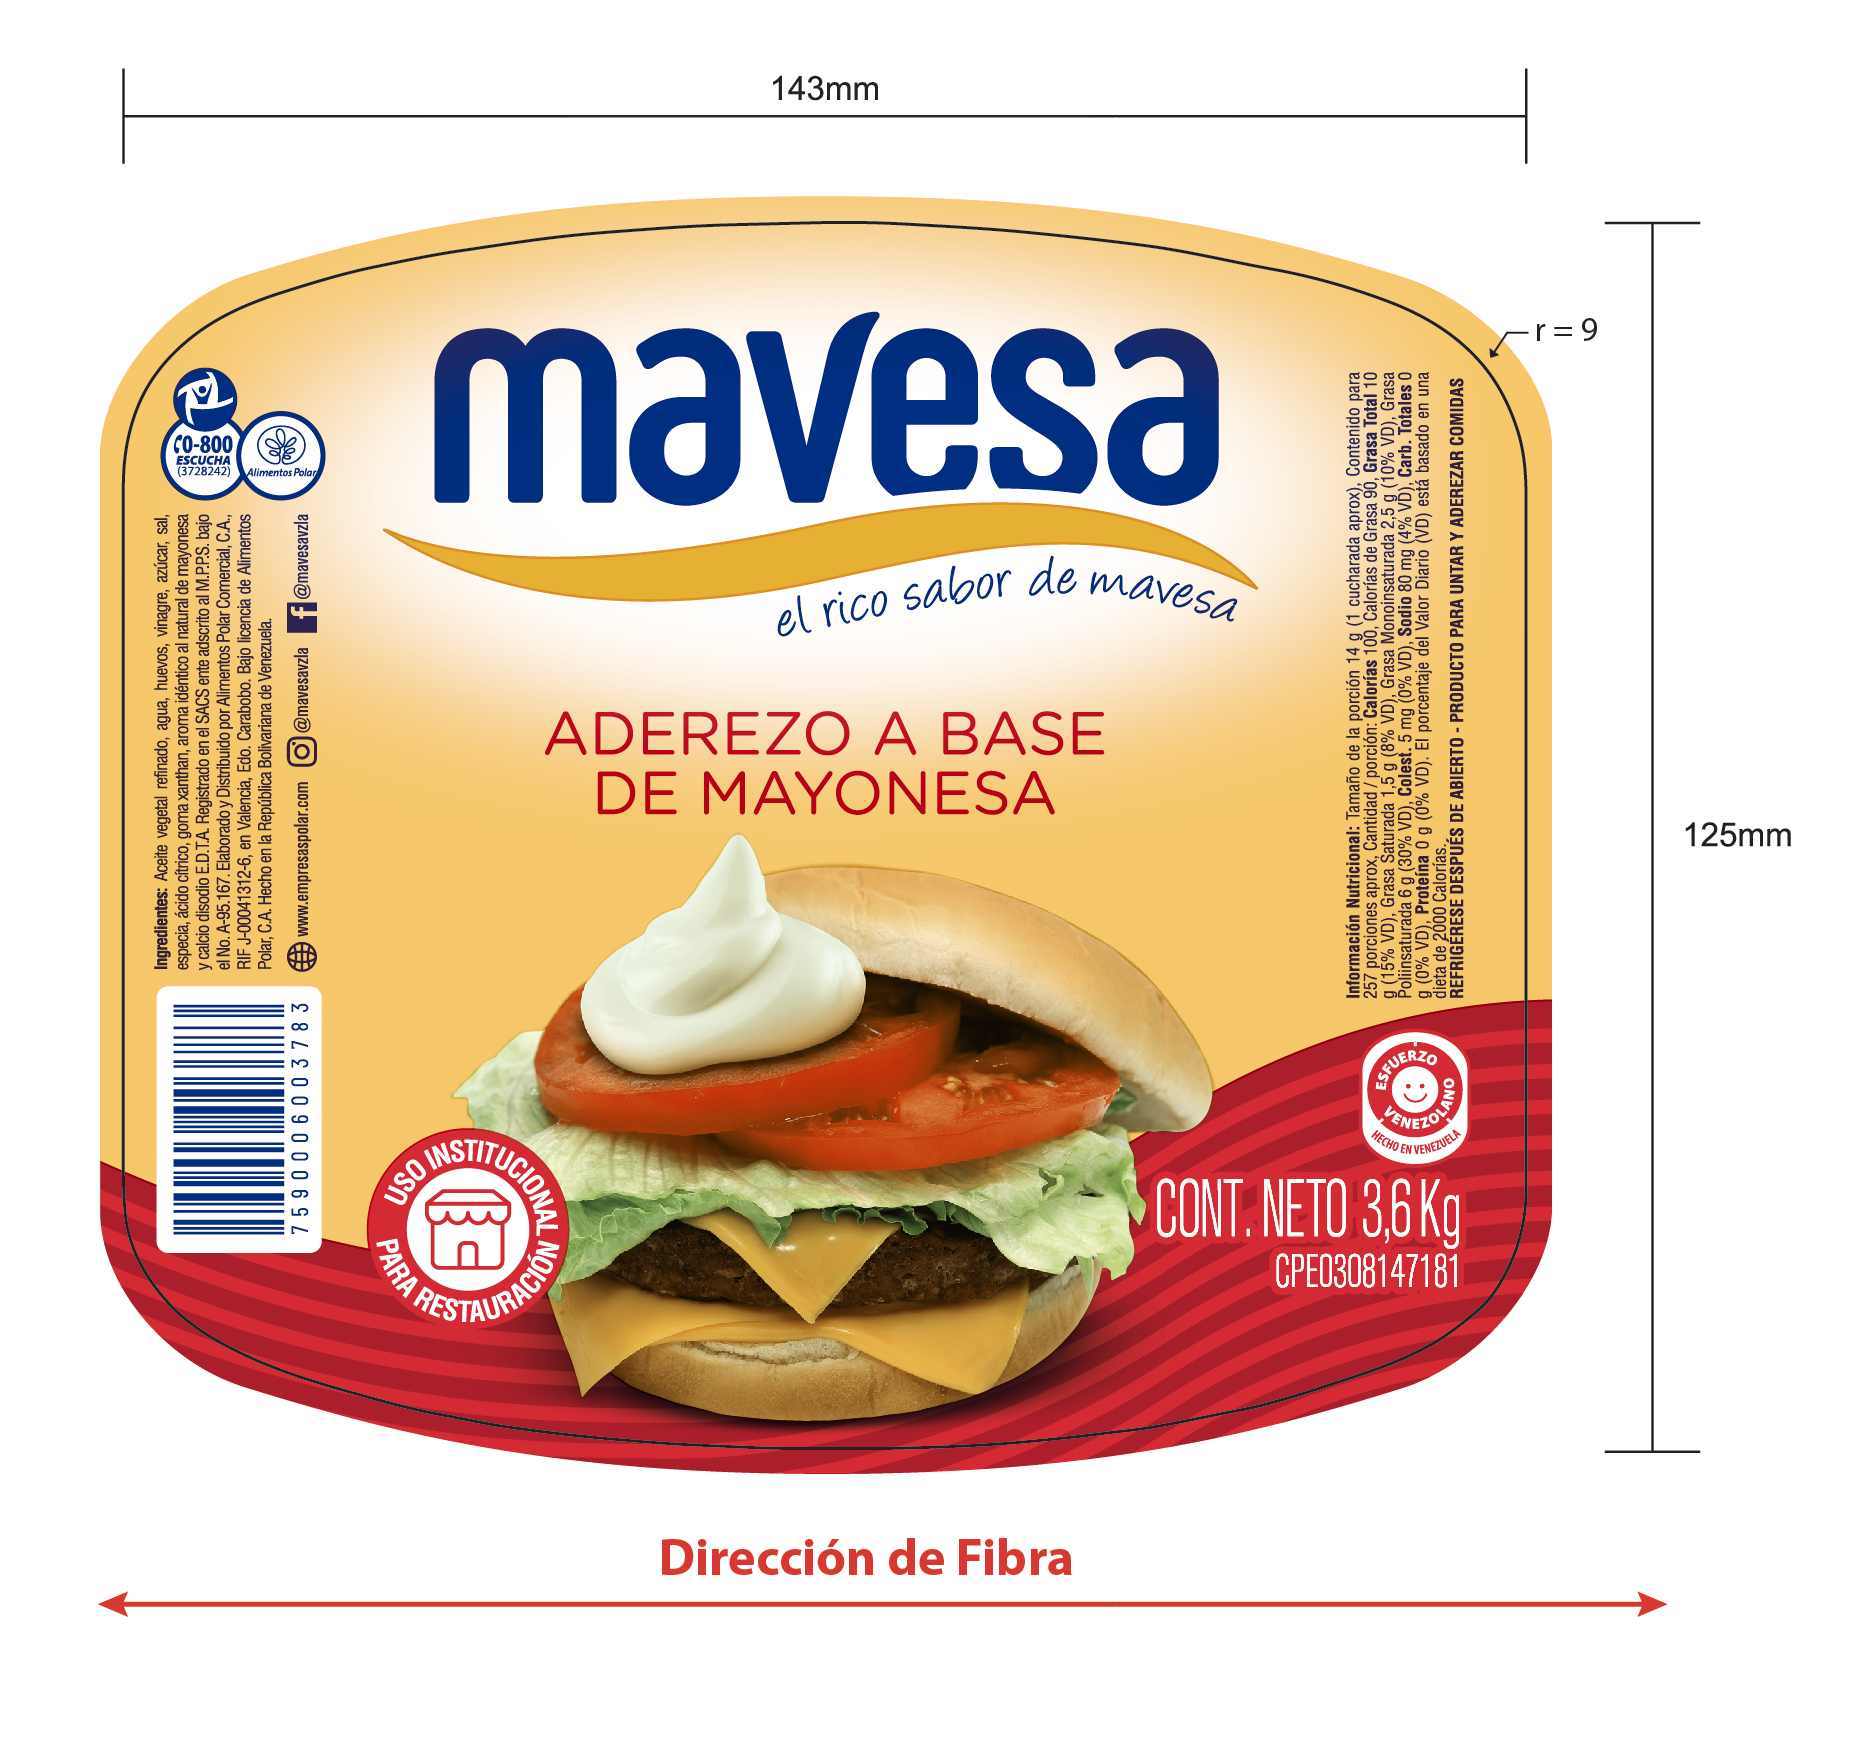 143mm
r = 9
125mm
mavesa
el rico sabor de mavesa
ADEREZO A BASE
DE MAYONESA
0-800
ESCUCHA
(3728242)
Alimentos Polar
Ingredientes: Aceite vegetal refinado, agua, huevos, vinagre, azúcar, sal,
especia, ácido cítrico, goma xanthan, aroma idéntico al natural de mayonesa
y calcio disodio E.D.T.A. Registrado en el SACS ente adscrito al M.P.P.S. bajo
el No. A-95.167. Elaborado y Distribuido por Alimentos Polar Comercial, C.A.,
RIF J-00041312-6, en Valencia, Edo. Carabobo. Bajo licencia de Alimentos
Polar, C.A. Hecho en la República Bolivariana de Venezuela.
www.empresaspolar.com @mavesavzla @mavesavzla
7590006003783
USO INSTITUCIONAL
PARA RESTAURACIÓN
Información Nutricional: Tamaño de la porción 14 g (1 cucharada aprox), Contenido para
257 porciones aprox, Cantidad / porción: Calorías 100, Calorías de Grasa 90, Grasa Total 10
g (15% VD), Grasa Saturada 1,5 g (8% VD), Grasa Monoinsaturada 2,5 g (10% VD), Grasa
Poliinsaturada 6 g (30% VD), Colest. 5 mg (0% VD), Sodio 80 mg (4% VD), Carb. Totales 0
g (0% VD), Proteína 0 g (0% VD). El porcentaje del Valor Diario (VD) está basado en una
dieta de 2000 Calorías.
REFRIGÉRESE DESPUÉS DE ABIERTO - PRODUCTO PARA UNTAR Y ADEREZAR COMIDAS
ESFUERZO
VENEZOLANO
HECHO EN VENEZUELA
CONT. NETO 3,6 Kg
CPE0308147181
Dirección de Fibra